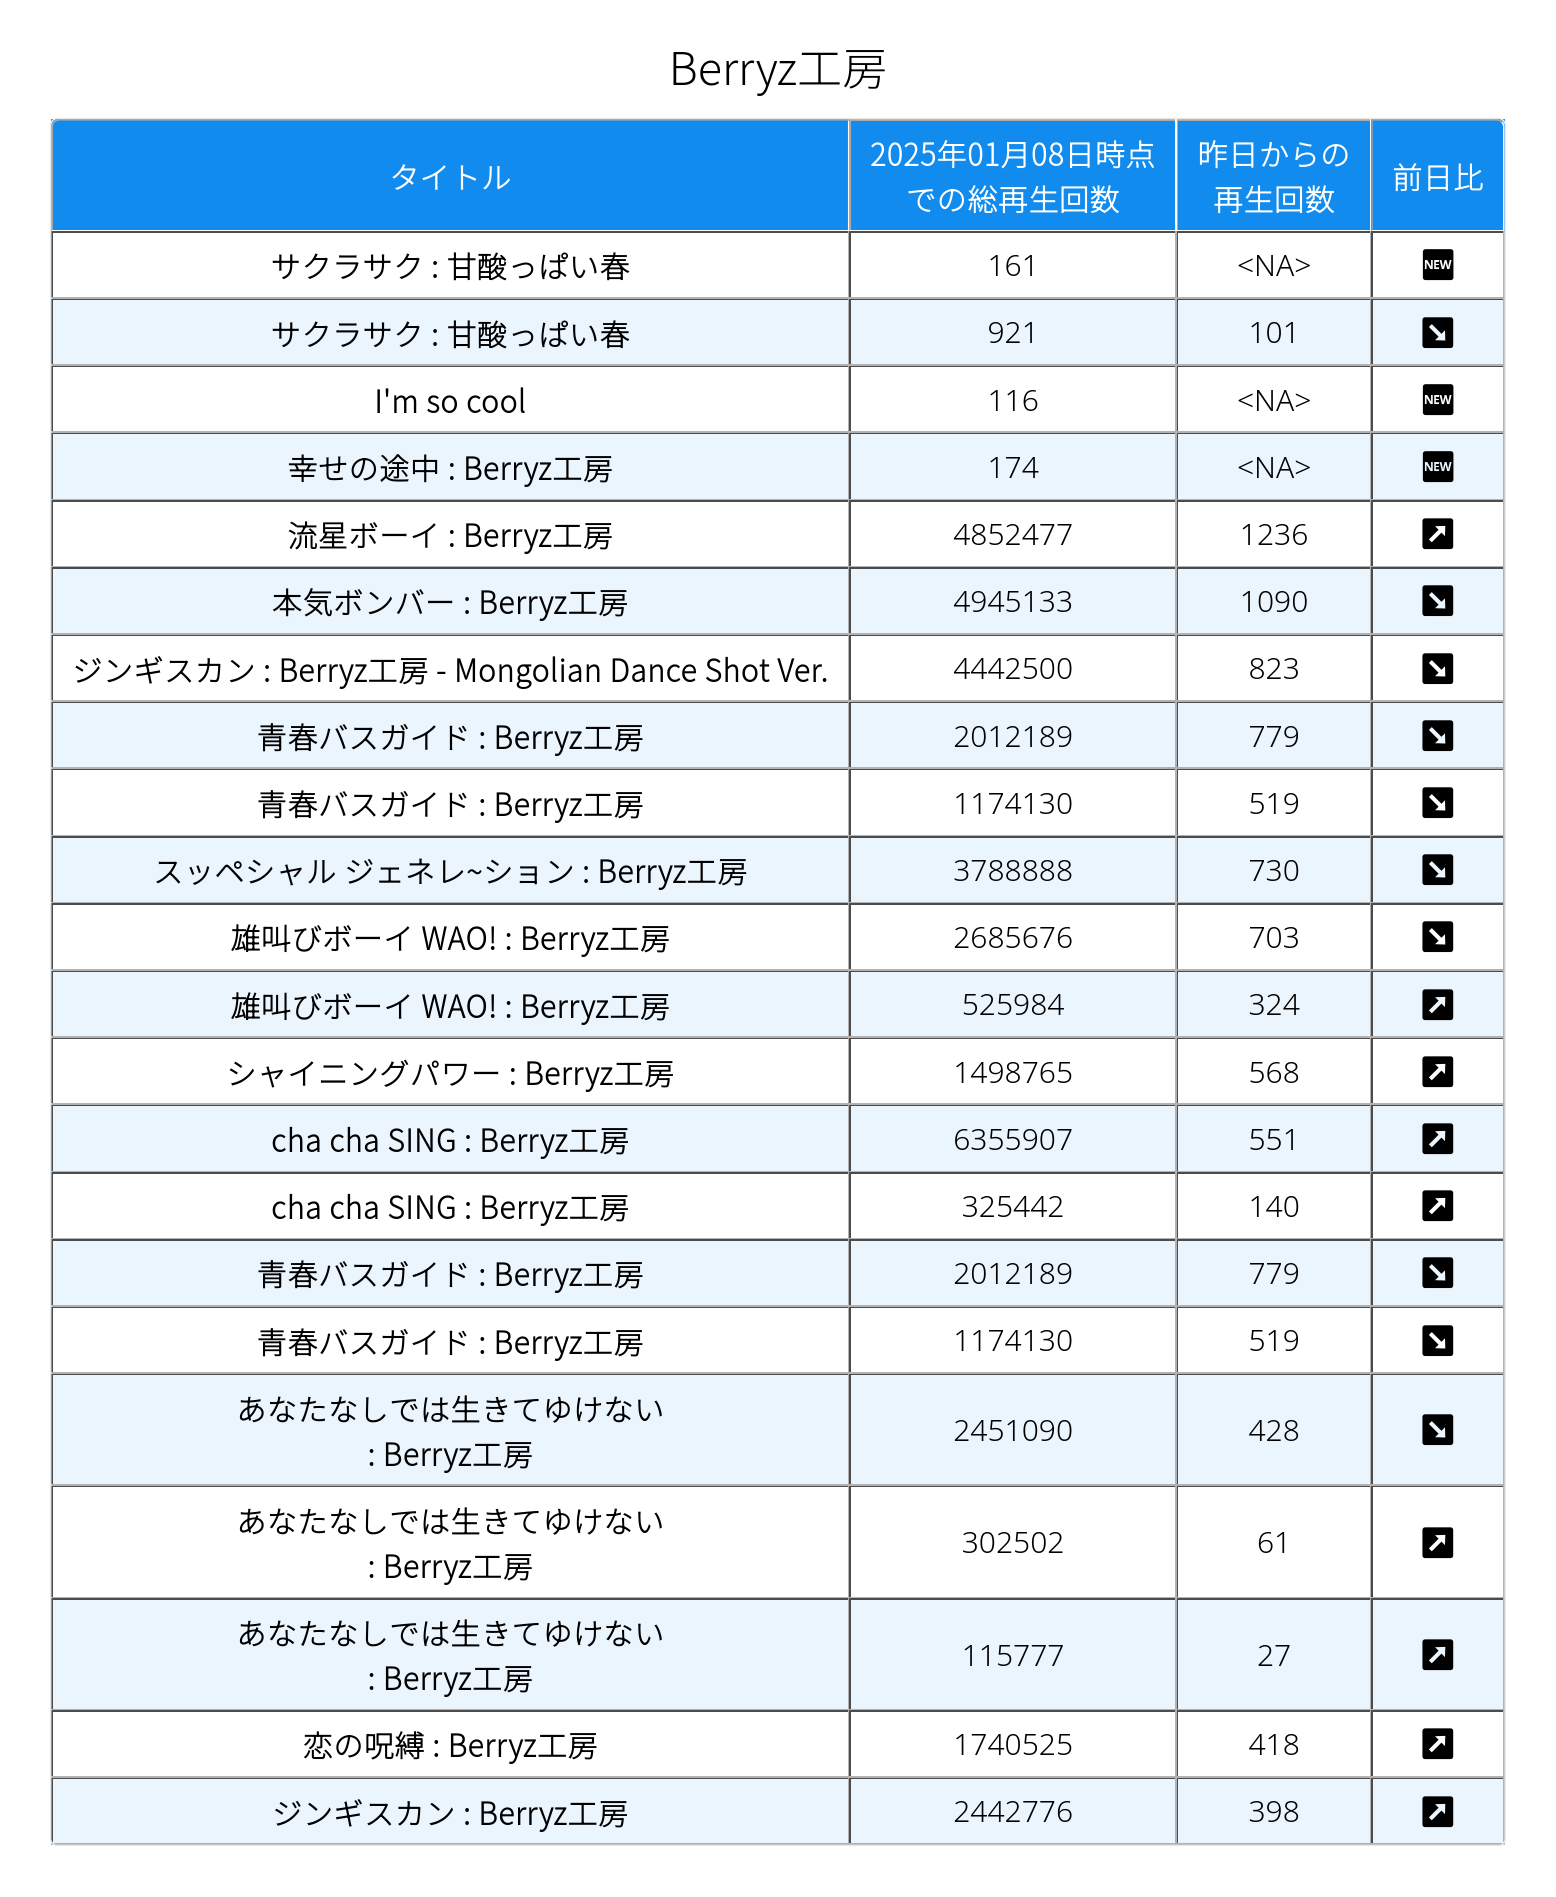 Berryz工房
タイトル
2025年01月08日時点
での総再生回数
昨日からの
再生回数
前日比
サクラサク : 甘酸っぱい春 161 <NA> NEW
サクラサク : 甘酸っぱい春 921 101
I'm so cool 116 <NA> NEW
幸せの途中 : Berryz工房 174 <NA> NEW
流星ボーイ : Berryz工房 4852477 1236
本気ボンバー : Berryz工房 4945133 1090
ジンギスカン : Berryz工房 - Mongolian Dance Shot Ver. 4442500 823
青春バスガイド : Berryz工房 2012189 779
青春バスガイド : Berryz工房 1174130 519
スッペシャル ジェネレ~ション : Berryz工房 3788888 730
雄叫びボーイ WAO! : Berryz工房 2685676 703
雄叫びボーイ WAO! : Berryz工房 525984 324
シャイニングパワー : Berryz工房 1498765 568
cha cha SING : Berryz工房 6355907 551
cha cha SING : Berryz工房 325442 140
青春バスガイド : Berryz工房 2012189 779
青春バスガイド : Berryz工房 1174130 519
あなたなしでは生きてゆけない
: Berryz工房 2451090 428
あなたなしでは生きてゆけない
: Berryz工房 302502 61
あなたなしでは生きてゆけない
: Berryz工房 115777 27
恋の呪縛 : Berryz工房 1740525 418
ジンギスカン : Berryz工房 2442776 398